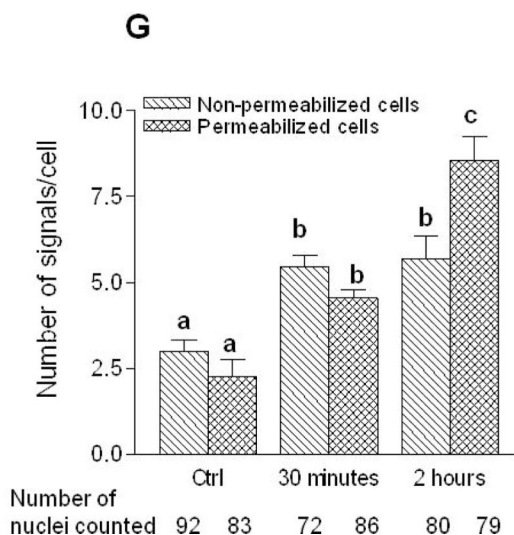 G
Number of signals/cell
10.0
7.5
5.0
2.5
0.0
Non-permeabilized cells
Permeabilized cells
a
a
b
b
b
c
Ctrl
30 minutes
2 hours
Number of
nuclei counted 92 83 72 86 80 79